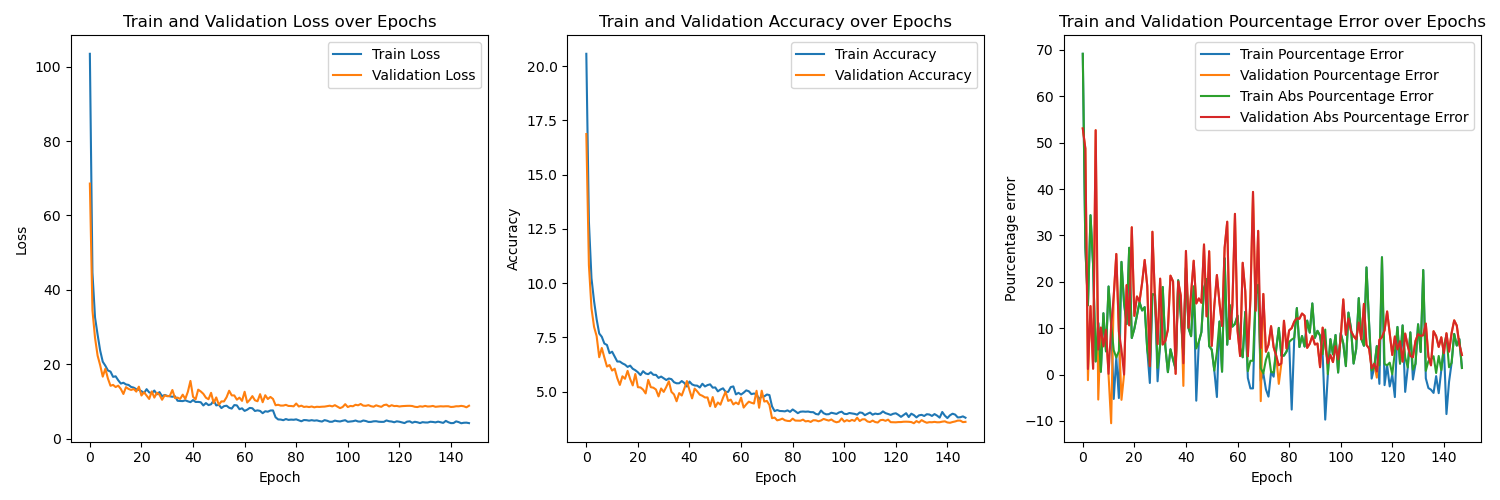 Train and Validation Loss over Epochs
Train Loss
Validation Loss
Loss
100
80
60
40
20
0
0 20 40 60 80 100 120 140
Epoch
Train and Validation Accuracy over Epochs
Train Accuracy
Validation Accuracy
Accuracy
20.0
17.5
15.0
12.5
10.0
7.5
5.0
0 20 40 60 80 100 120 140
Epoch
Train and Validation Pourcentage Error over Epochs
Train Pourcentage Error
Validation Pourcentage Error
Train Abs Pourcentage Error
Validation Abs Pourcentage Error
Pourcentage error
70
60
50
40
30
20
10
0
−10
0 20 40 60 80 100 120 140
Epoch